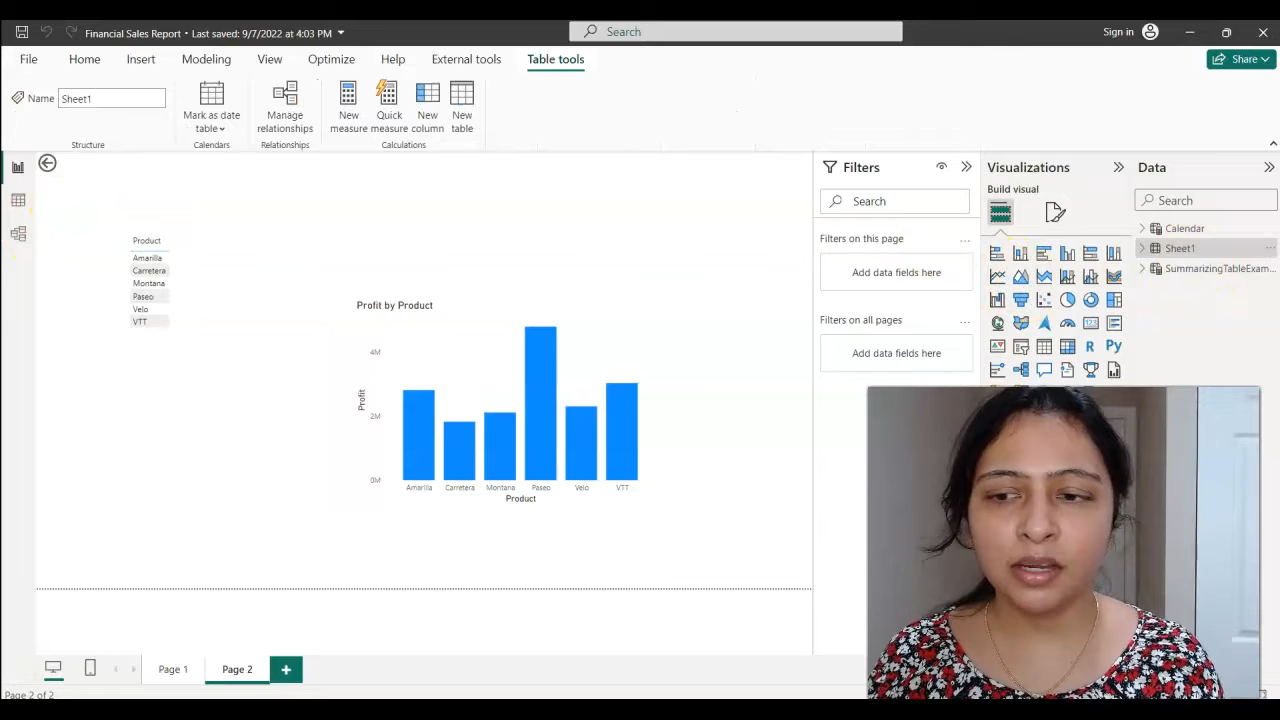 Financial Sales Report • Last saved: 9/7/2022 at 4:03 PM
Search
Sign in
File
Home
Insert
Modeling
View
Optimize
Help
External tools
Table tools
Share
Name
Sheet1
Mark as date
table
Manage
relationships
New
measure
Quick
measure
New
column
New
table
Structure
Calendars
Relationships
Calculations
Product
Amarilla
Carretera
Montana
Paseo
Velo
VTT
Profit by Product
4M
2M
0M
Profit
Amarilla
Carretera
Montana
Paseo
Velo
VTT
Product
Filters
Search
Filters on this page
...
Add data fields here
Filters on all pages
...
Add data fields here
Visualizations
Build visual
R
Py
123
Data
Search
Calendar
Sheet1
...
SummarizingTableExam...
Page 1
Page 2
Page 2 of 2